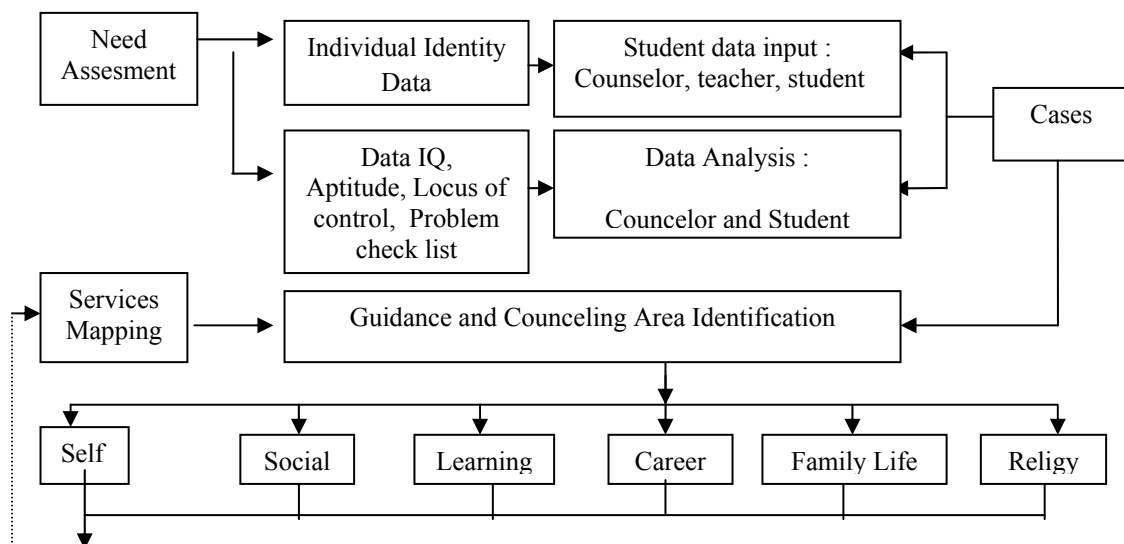 Need
Assesment
Individual Identity
Data
Student data input :
Counselor, teacher, student
Cases
Data IQ,
Aptitude, Locus of
control, Problem
check list
Data Analysis :
Councelor and Student
Services
Mapping
Guidance and Counceling Area Identification
Self
Social
Learning
Career
Family Life
Religy